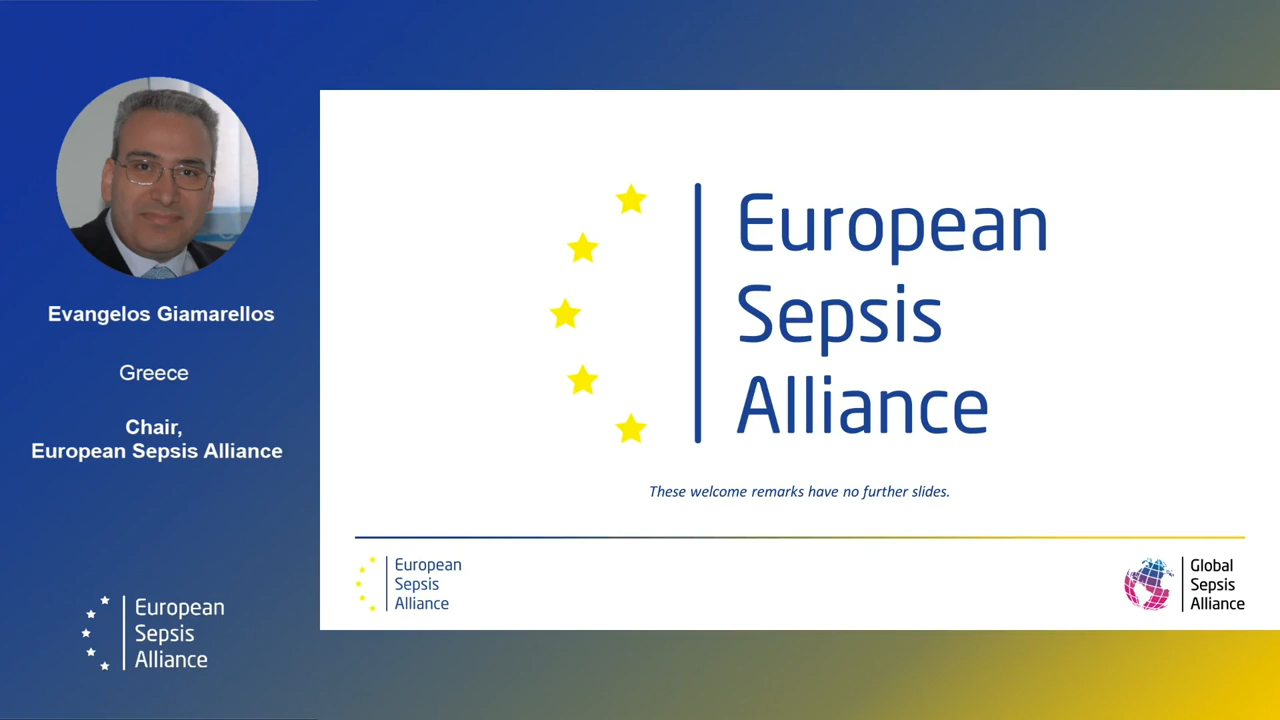 Evangelos Giamarellos
Greece
Chair,
European Sepsis Alliance
European
Sepsis
Alliance
European
Sepsis
Alliance
These welcome remarks have no further slides.
European
Sepsis
Alliance
Global
Sepsis
Alliance